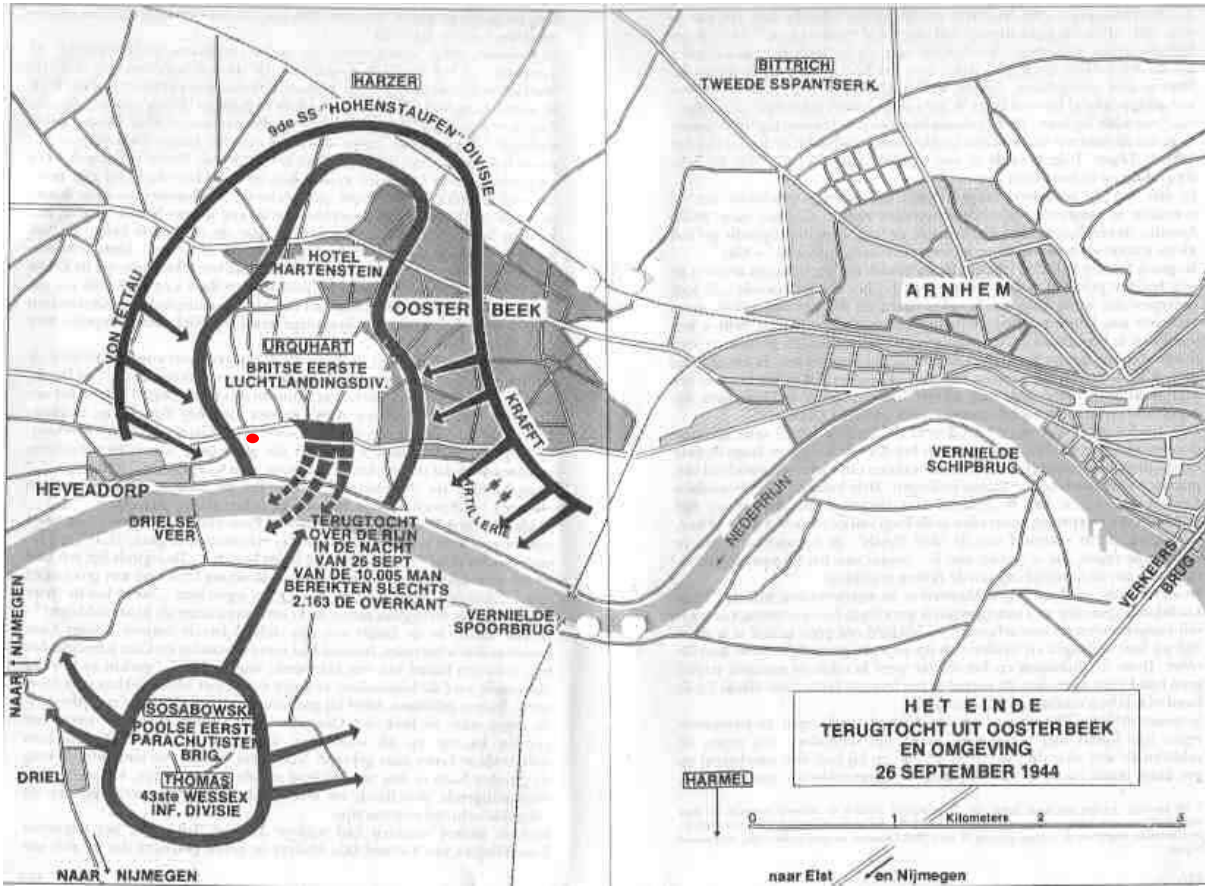 HARZER
9de SS "HOHENSTAUFEN" DIVISIE
BITTRICH
TWEEDE SSPANTSERK.
HOTEL
HARTENSTEIN
OOSTER BEEK
ARNHEM
VON TETTAU
URQUHART
BRITSE EERSTE
LUCHTLANDINGSDIV.
KRAFFT
ARTILLERIE
HEVEADORP
DRIELSE
VEER
VERNIELDE
SCHIPBRUG
NEDERIJN
VERKEERS
BRUG
TERUGTOCHT
OVER DE RIJN
IN DE NACHT
VAN 26 SEPT
VAN DE 10.005 MAN
BEREIKTEN SLECHTS
2.163 DE OVERKANT
VERNIELDE
SPOORBRUG
NAAR NIJMEGEN
SOSABOWSKI
POOLSE EERSTE
PARACHUTISTEN
BRIG.
THOMAS
43ste WESSEX
INF. DIVISIE
DRIEL
NAAR NIJMEGEN
HET EINDE
TERUGTOCHT UIT OOSTERBEEK
EN OMGEVING
26 SEPTEMBER 1944
HARMEL
0 1 Kilometers 2 3
naar Elst en Nijmegen